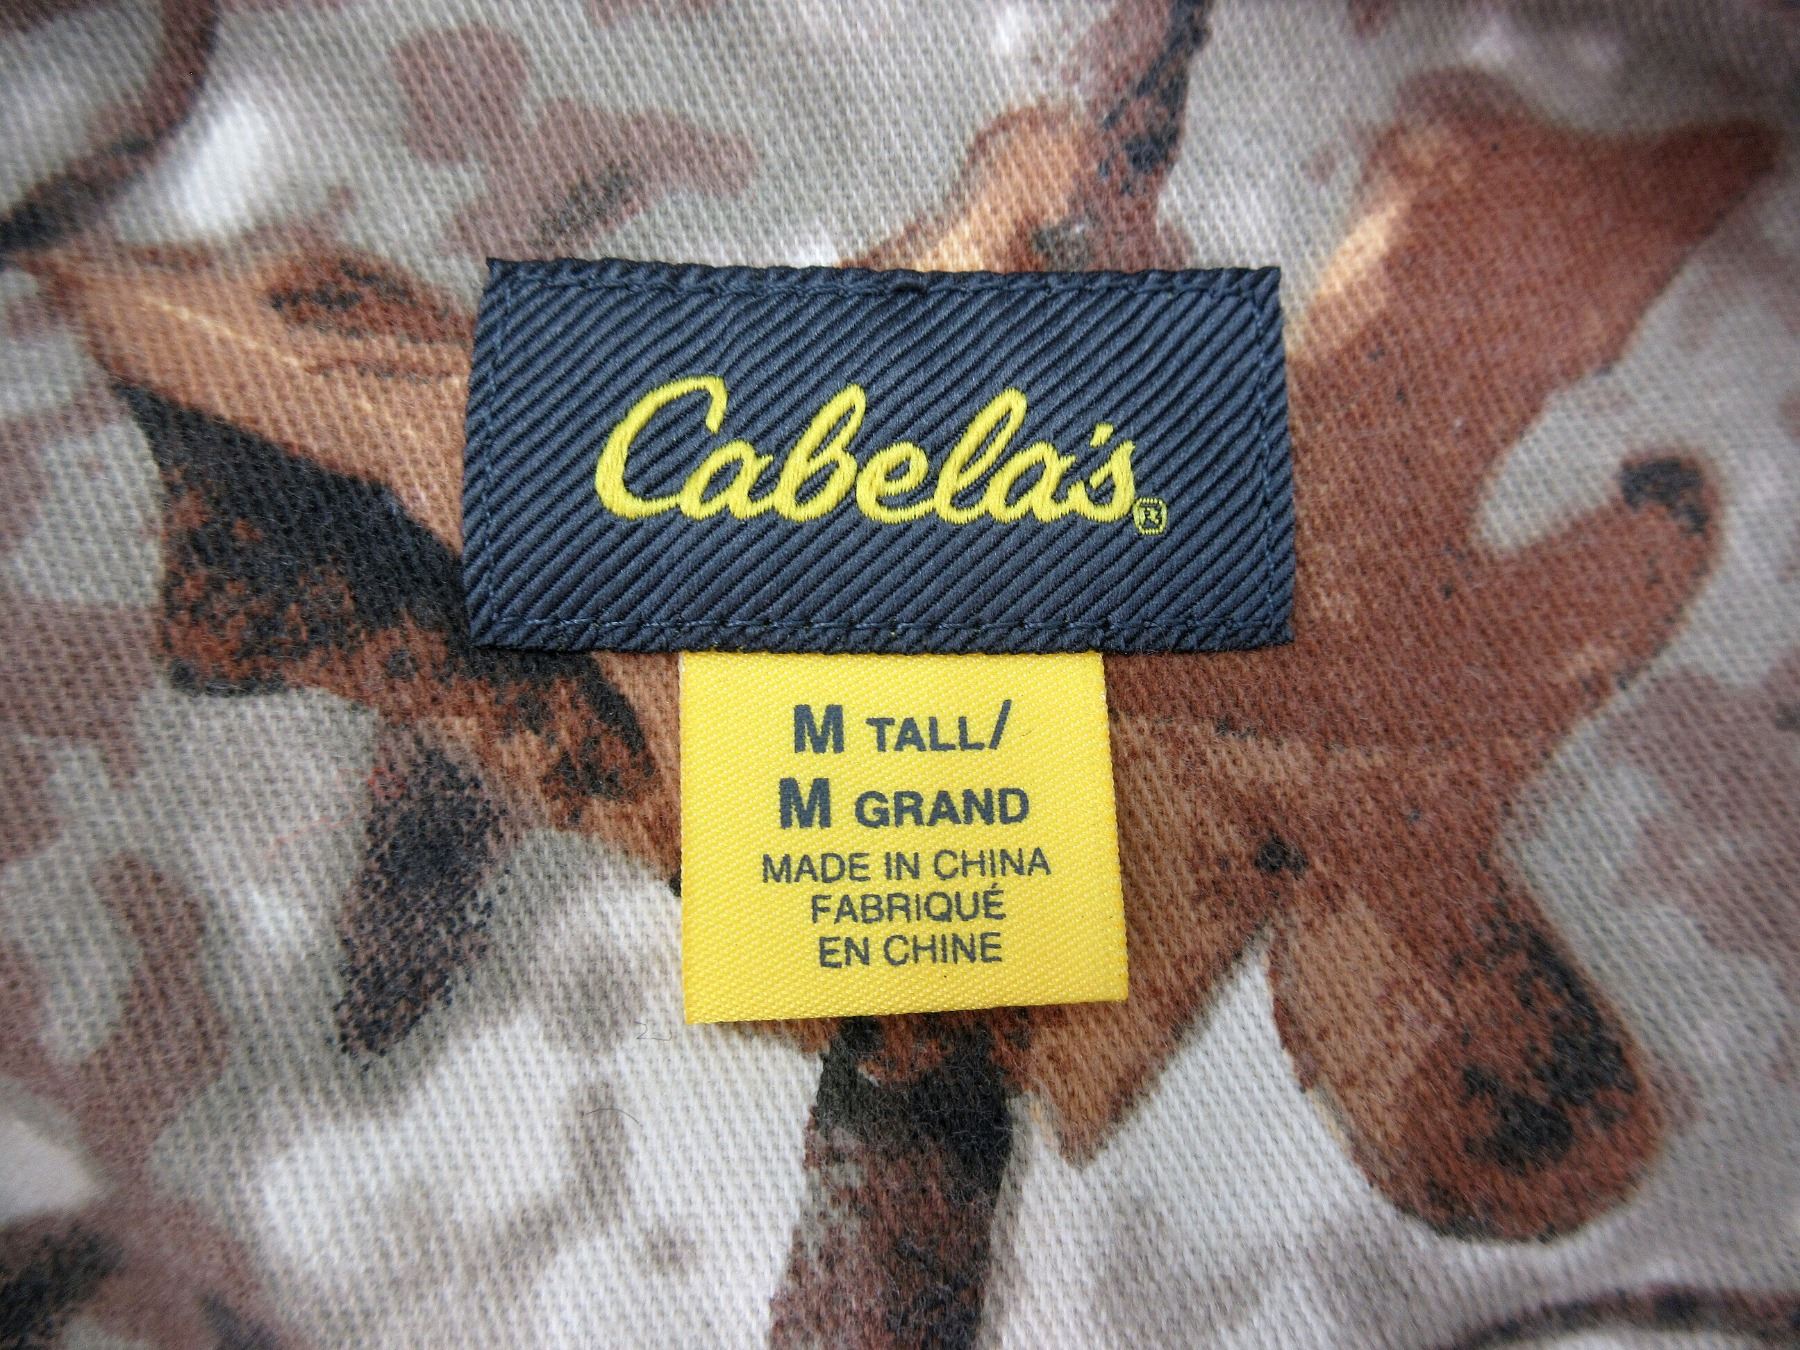 Cabela's®
M TALL/
M GRAND
MADE IN CHINA
FABRIQUÉ
EN CHINE